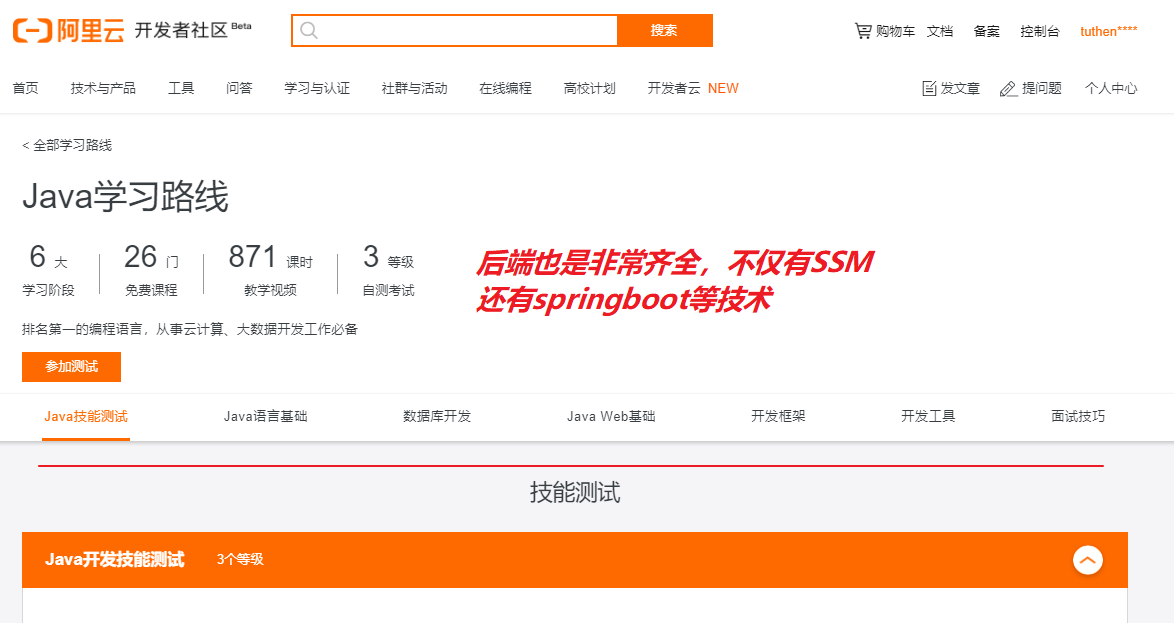 阿里云 开发者社区 Beta 搜索 购物车 文档 备案 控制台 tuthen****
首页 技术与产品 工具 问答 学习与认证 社群与活动 在线编程 高校计划 开发者云 NEW 发文章 提问题 个人中心
< 全部学习路线
Java学习路线
6 大 26 门 871 课时 3 等级
学习阶段 免费课程 教学视频 自测考试
后端也是非常齐全，不仅有SSM
还有springboot等技术
排名第一的编程语言，从事云计算、大数据开发工作必备
参加测试
Java技能测试 Java语言基础 数据库开发 Java Web基础 开发框架 开发工具 面试技巧
技能测试
Java开发技能测试 3个等级